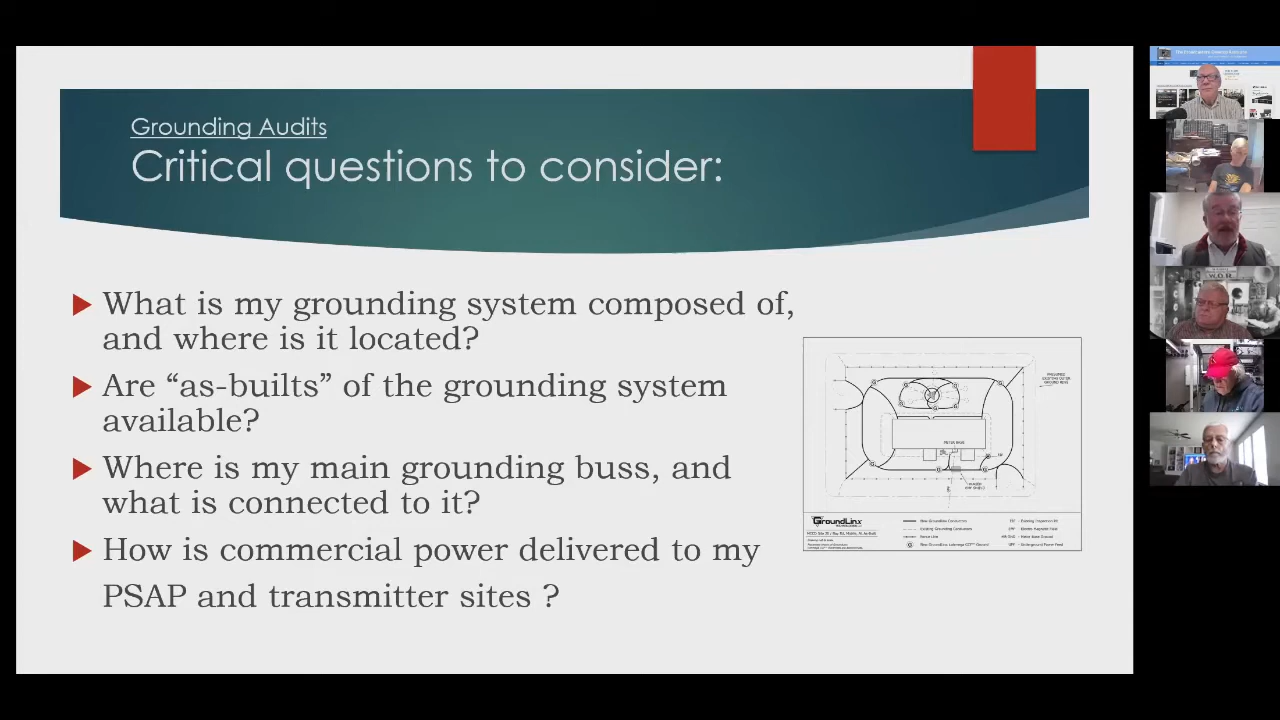 Grounding Audits
Critical questions to consider:
What is my grounding system composed of,
and where is it located?
Are “as-builts” of the grounding system
available?
Where is my main grounding buss, and
what is connected to it?
How is commercial power delivered to my
PSAP and transmitter sites ?
GroundLinx
W.O.R.